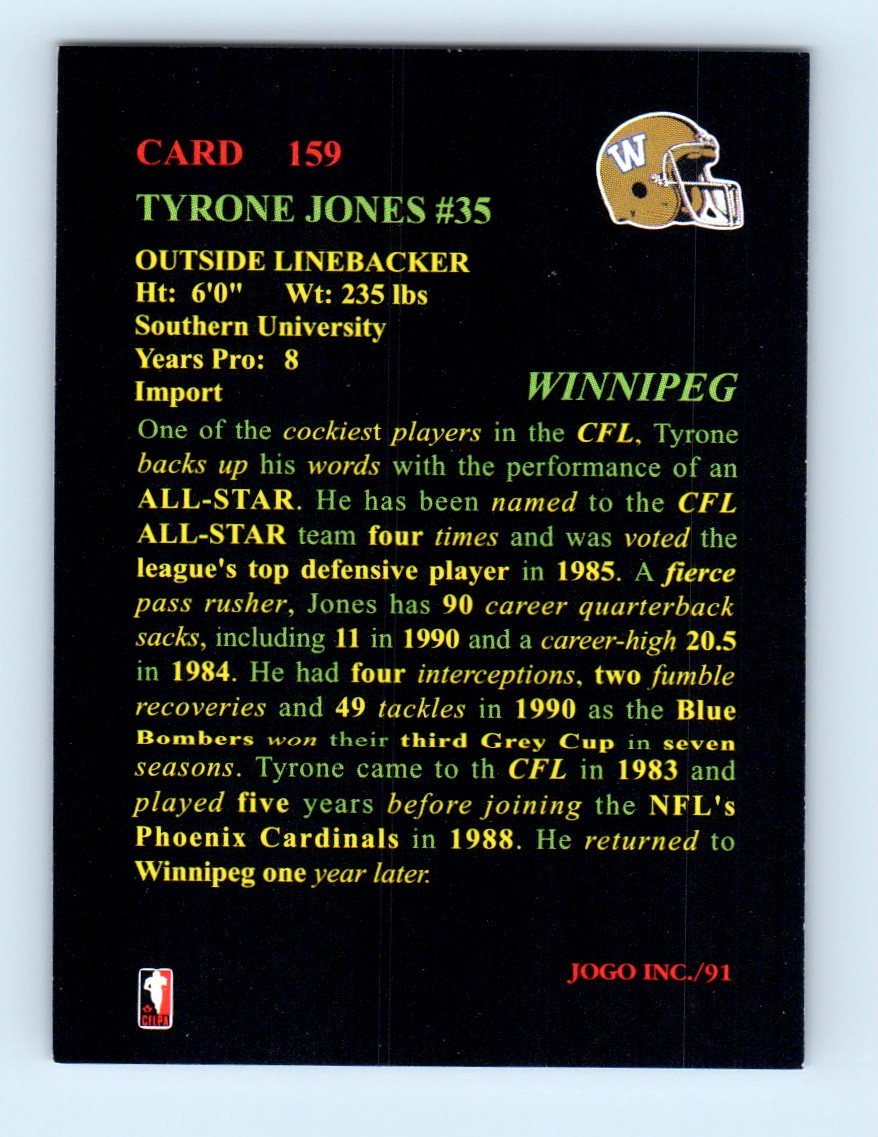 CARD 159
W
TYRONE JONES #35
OUTSIDE LINEBACKER
Ht: 6'0" Wt: 235 lbs
Southern University
Years Pro: 8
Import
WINNIPEG
One of the cockiest players in the CFL, Tyrone
backs up his words with the performance of an
ALL-STAR. He has been named to the CFL
ALL-STAR team four times and was voted the
league's top defensive player in 1985. A fierce
pass rusher, Jones has 90 career quarterback
sacks, including 11 in 1990 and a career-high 20.5
in 1984. He had four interceptions, two fumble
recoveries and 49 tackles in 1990 as the Blue
Bombers won their third Grey Cup in seven
seasons. Tyrone came to th CFL in 1983 and
played five years before joining the NFL's
Phoenix Cardinals in 1988. He returned to
Winnipeg one year later.
JOGO INC./91
CFLPA